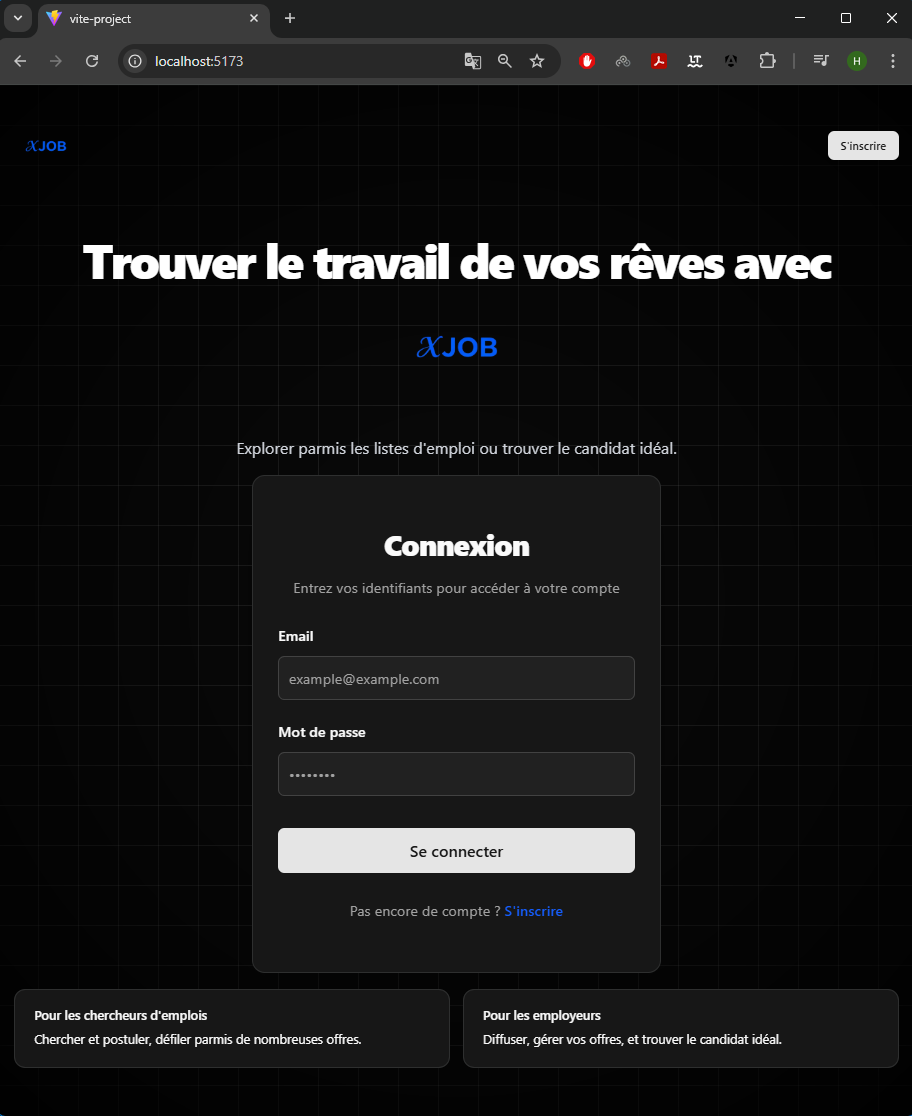 vite-project
localhost:5173
H
𝒳JOB
S'inscrire
Trouver le travail de vos rêves avec
𝒳JOB
Explorer parmis les listes d'emploi ou trouver le candidat idéal.
Connexion
Entrez vos identifiants pour accéder à votre compte
Email
example@example.com
Mot de passe
••••••••
Se connecter
Pas encore de compte ? S'inscrire
Pour les chercheurs d'emplois
Chercher et postuler, défiler parmis de nombreuses offres.
Pour les employeurs
Diffuser, gérer vos offres, et trouver le candidat idéal.